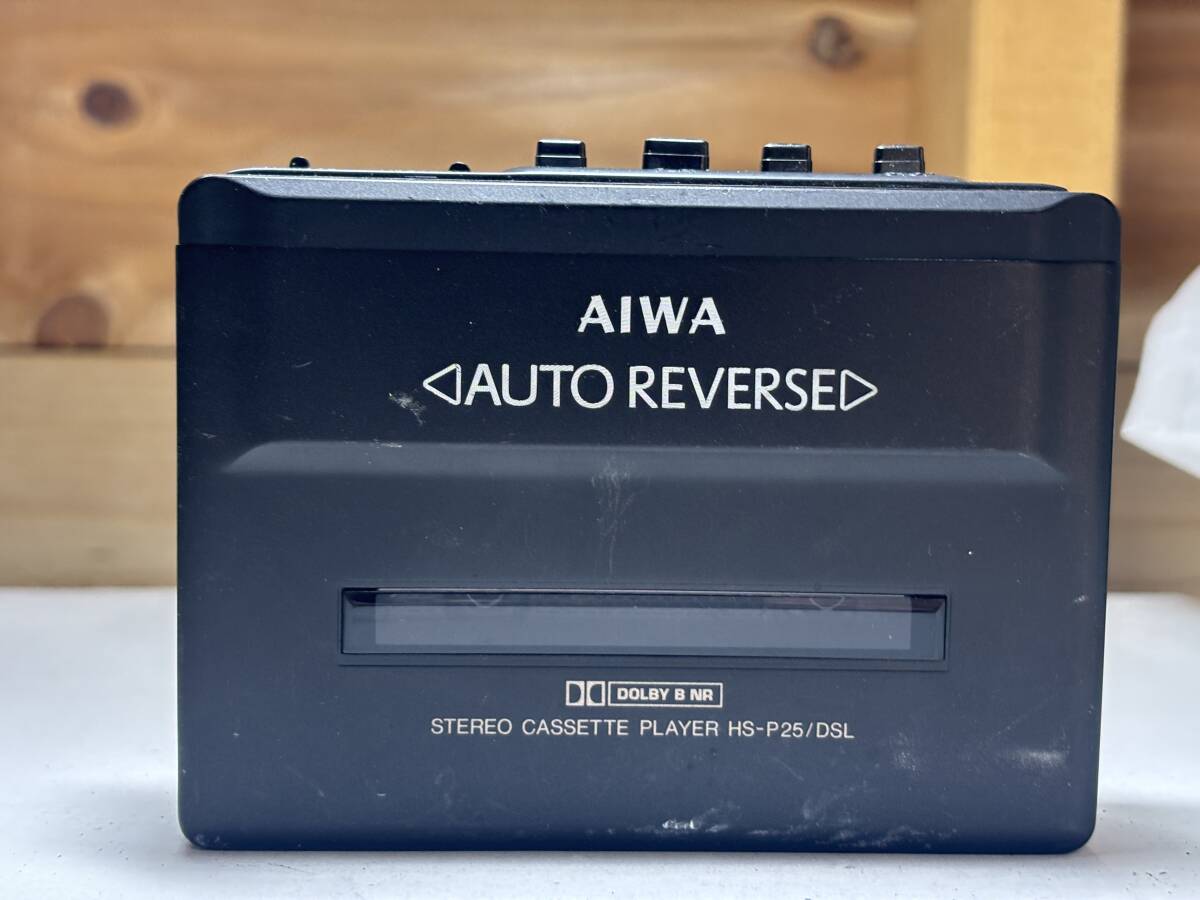 AIWA
◁AUTO REVERSE▷
DOLBY B NR
STEREO CASSETTE PLAYER HS-P25/DSL